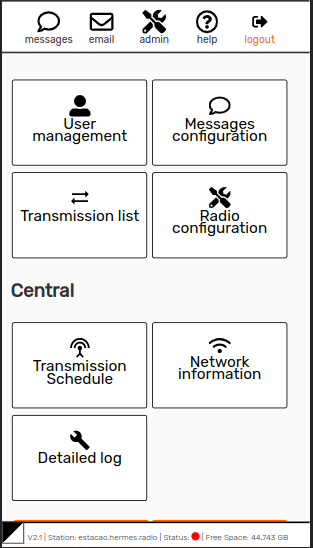 messages email admin help logout
User
management
Messages
configuration
Transmission list
Radio
configuration
Central
Transmission
Schedule
Network
information
Detailed log
V2.1 | Station: estacao.hermes.radio | Status: | Free Space: 44.743 GB